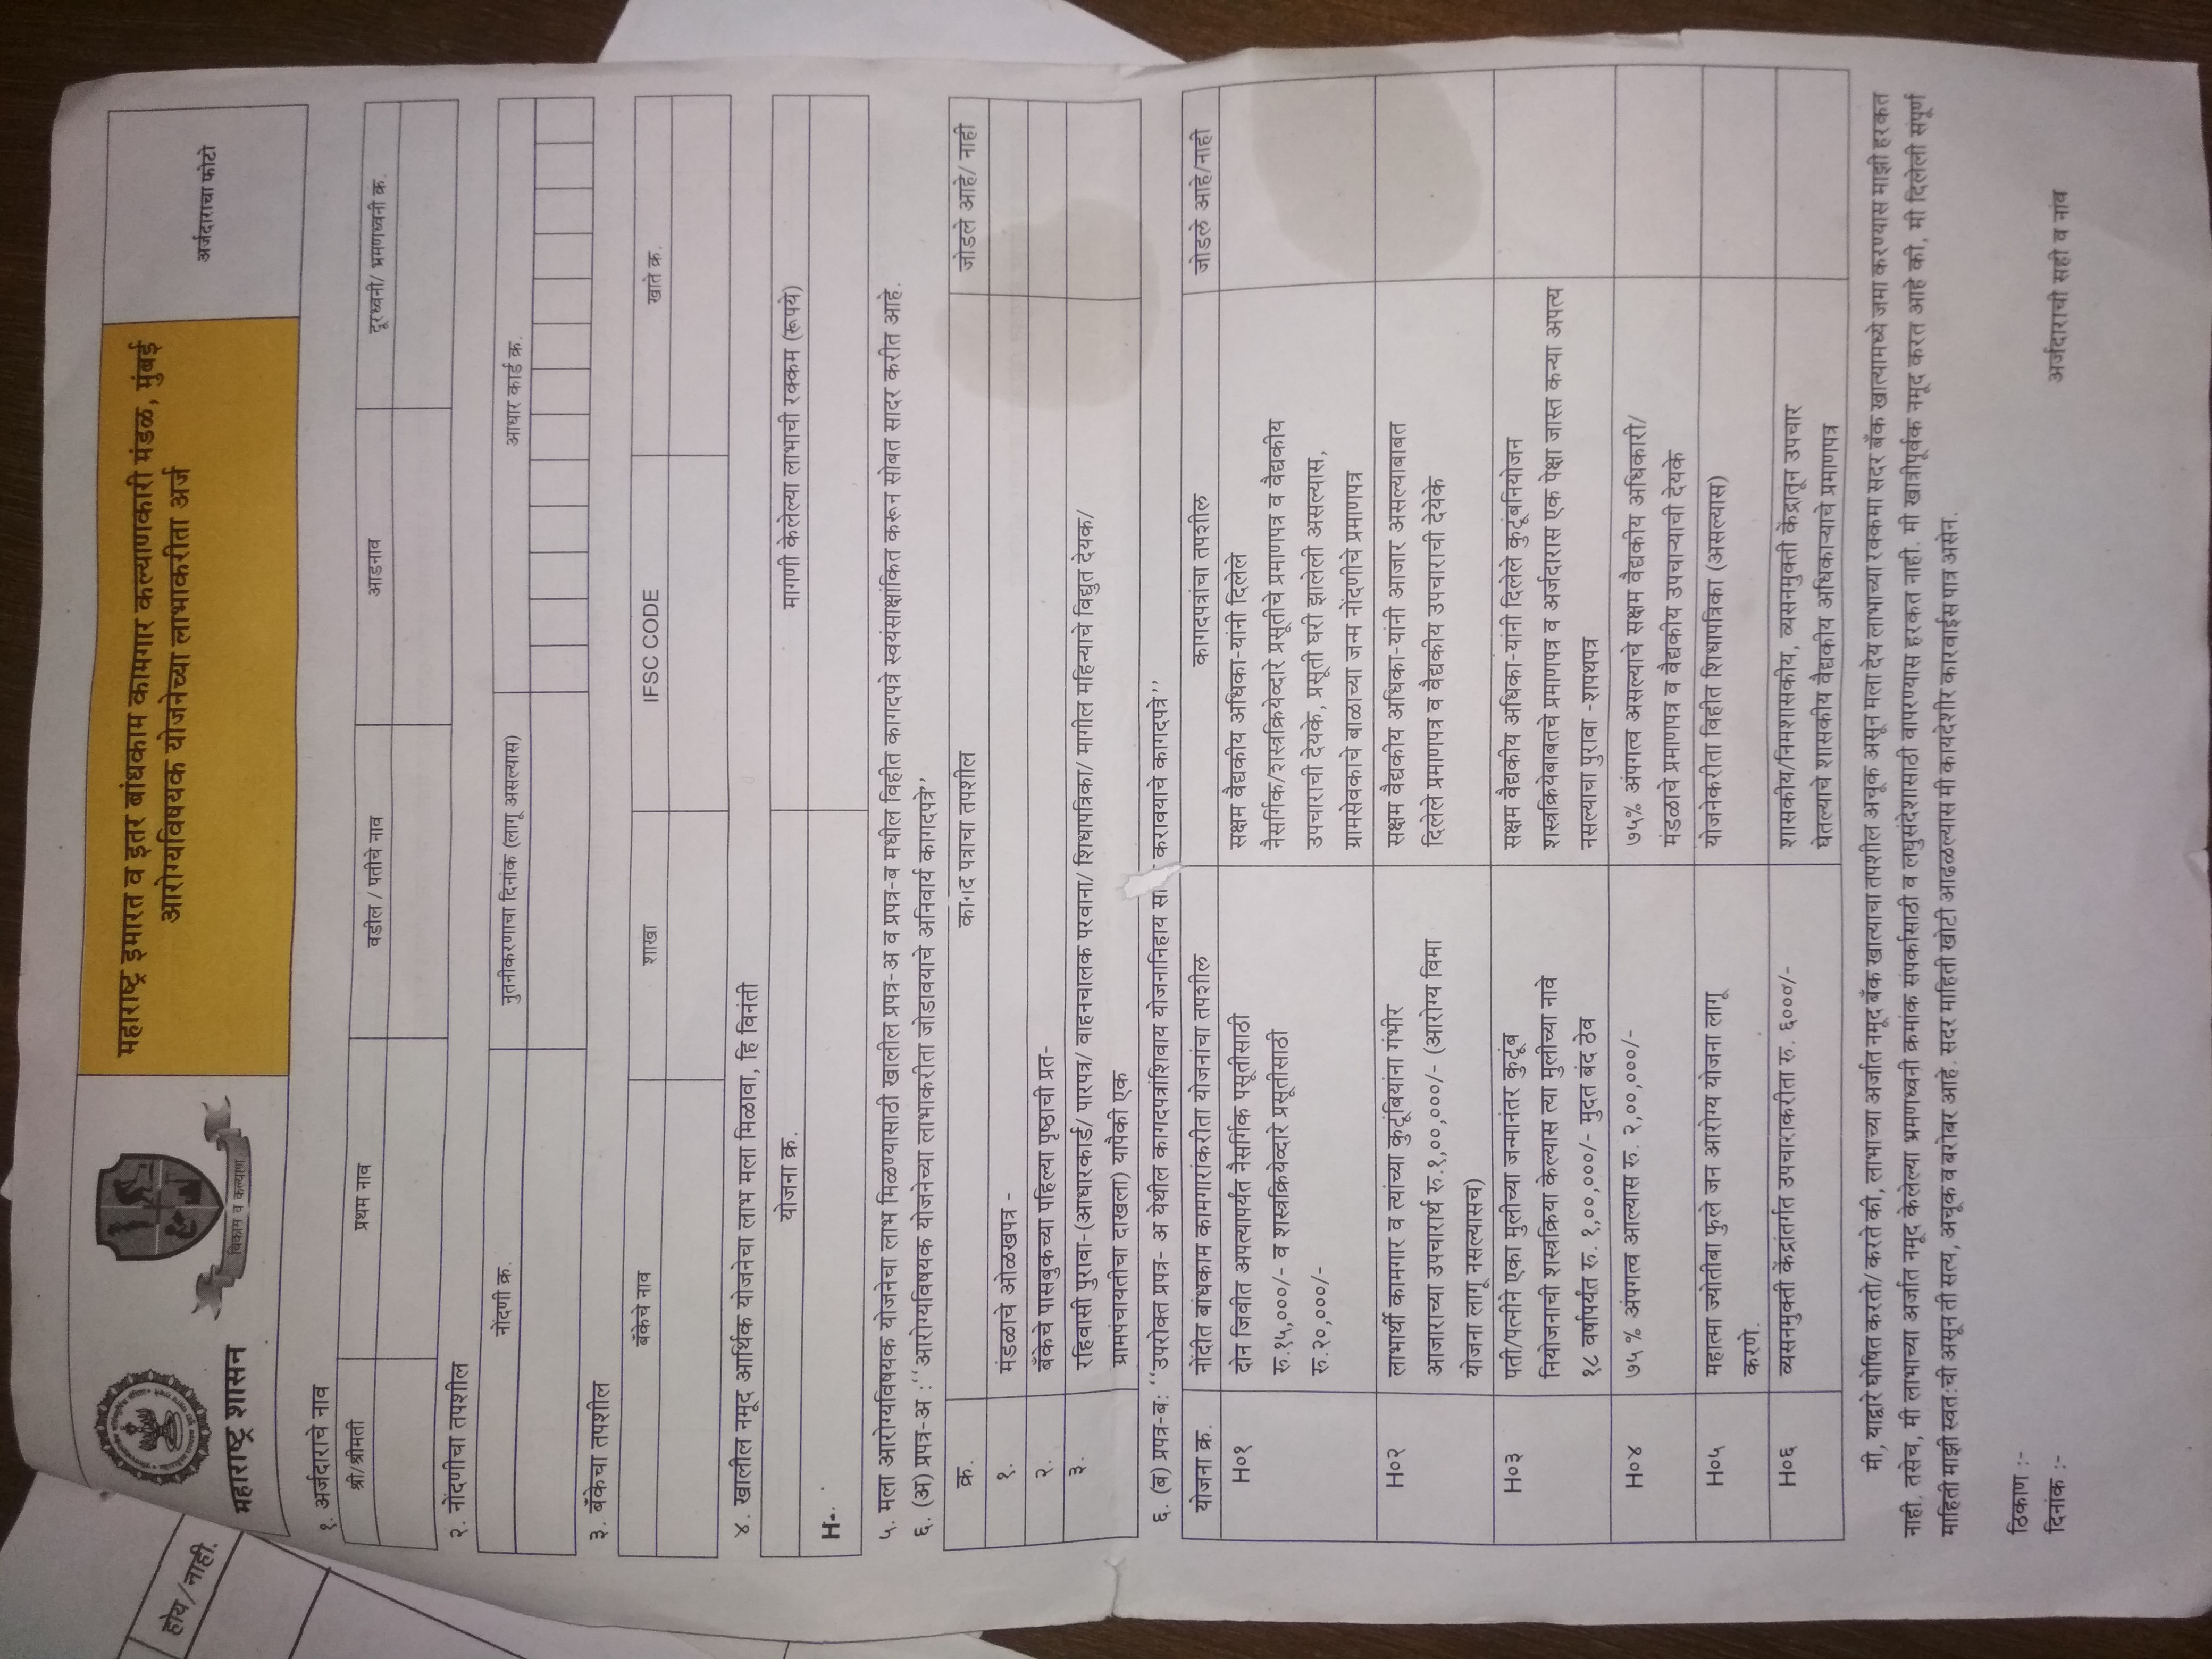 होय/नाही.
महाराष्ट्र शासन
विकास व कल्याण
महाराष्ट्र इमारत व इतर बांधकाम कामगार कल्याणकारी मंडळ, मुंबई
आरोग्यविषयक योजनेच्या लाभाकरीता अर्ज
अर्जदाराचा फोटो
१. अर्जदाराचे नाव
श्री/श्रीमती प्रथम नाव वडील / पतीचे नाव आडनाव दूरध्वनी/ भ्रमणध्वनी क्र.
२. नोंदणीचा तपशील
नोंदणी क्र. नुतनीकरणाचा दिनांक (लागू असल्यास) आधार कार्ड क्र.
३. बँकेचा तपशील
बँकेचे नाव शाखा IFSC CODE खाते क्र.
४. खालील नमूद आर्थिक योजनेचा लाभ मला मिळावा, हि विनंती
योजना क्र. मागणी केलेल्या लाभाची रक्कम (रूपये)
H-
५. मला आरोग्यविषयक योजनेचा लाभ मिळण्यासाठी खालील प्रपत्र-अ व प्रपत्र-ब मधील विहीत कागदपत्रे स्वयंसाक्षांकित करून सोबत सादर करीत आहे.
६. (अ) प्रपत्र-अ :''आरोग्यविषयक योजनेच्या लाभाकरीता जोडावयाचे अनिवार्य कागदपत्रे''
क्र. कागद पत्राचा तपशील जोडले आहे/ नाही
१. मंडळाचे ओळखपत्र -
२. बँकेचे पासबुकच्या पहिल्या पृष्ठाची प्रत-
३. रहिवासी पुरावा-(आधारकार्ड/ पारपत्र/ वाहनचालक परवाना/ शिधापत्रिका/ मागील महिन्याचे विद्युत देयक/
ग्रामपंचायतीचा दाखला) यापैकी एक
६. (ब) प्रपत्र-ब: ''उपरोक्त प्रपत्र- अ येथील कागदपत्रांशिवाय योजनानिहाय सा करावयाचे कागदपत्रे''
योजना क्र. नोंदीत बांधकाम कामगारांकरीता योजनांचा तपशील कागदपत्रांचा तपशील जोडले आहे/नाही
H०१ दोन जिवीत अपत्यापर्यंत नैसर्गिक पसूतीसाठी
रु.१५,०००/- व शस्त्रक्रियेव्दारे प्रसूतीसाठी
रु.२०,०००/-
सक्षम वैद्यकीय अधिका-यांनी दिलेले
नैसर्गिक/शास्त्रक्रियेव्दारे प्रसूतीचे प्रमाणपत्र व वैद्यकीय
उपचाराची देयके, प्रसूती घरी झालेली असल्यास,
ग्रामसेवकाचे बाळाच्या जन्म नोंदणीचे प्रमाणपत्र
H०२ लाभार्थी कामगार व त्यांच्या कुटूंबियांना गंभीर
आजाराच्या उपचारार्थ रु.१,००,०००/- (आरोग्य विमा
योजना लागू नसल्यासच)
सक्षम वैद्यकीय अधिका-यांनी आजार असल्याबाबत
दिलेले प्रमाणपत्र व वैद्यकीय उपचाराची देयेके
H०३ पती/पत्नीने एका मुलीच्या जन्मानंतर कुटूंब
नियोजनाची शस्त्रक्रिया केल्यास त्या मुलीच्या नावे
१८ वर्षापर्यंत रु. १,००,०००/- मुदत बंद ठेव
सक्षम वैद्यकीय अधिका-यांनी दिलेले कुटूंबनियोजन
शस्त्रक्रियेबाबतचे प्रमाणपत्र व अर्जदारास एक पेक्षा जास्त कन्या अपत्य
नसल्याचा पुरावा -शपथपत्र
H०४ ७५ % अंपगत्व आल्यास रु. २,००,०००/-
७५% अंपगत्व असल्याचे सक्षम वैद्यकीय अधिकारी/
मंडळाचे प्रमाणपत्र व वैद्यकीय उपचाऱ्याची देयेके
H०५ महात्मा ज्योतीबा फुले जन आरोग्य योजना लागू
करणे.
योजनेकरीता विहीत शिधापत्रिका (असल्यास)
H०६ व्यसनमुक्ती केंद्रांतर्गत उपचाराकरीता रु. ६०००/-
शासकीय/निमशासकीय, व्यसनमुक्ती केंद्रातून उपचार
घेतल्याचे शासकीय वैद्यकीय अधिकाऱ्याचे प्रमाणपत्र
मी, याद्वारे घोषित करतो/ करते की, लाभाच्या अर्जात नमूद बँक खात्याचा तपशील अचूक असून मला देय लाभाच्या रक्कमा सदर बँक खात्यामध्ये जमा करण्यास माझी हरकत
नाही. तसेच, मी लाभाच्या अर्जात नमूद केलेल्या भ्रमणध्वनी क्रमांक संपर्कासाठी व लघुसंदेशासाठी वापरण्यास हरकत नाही. मी खात्रीपूर्वक नमूद करत आहे की, मी दिलेली संपूर्ण
माहिती माझी स्वत:ची असून ती सत्य, अचूक व बरोबर आहे. सदर माहिती खोटी आढळल्यास मी कायदेशीर कारवाईस पात्र असेन.
ठिकाण :-
दिनांक :-
अर्जदाराची सही व नांव